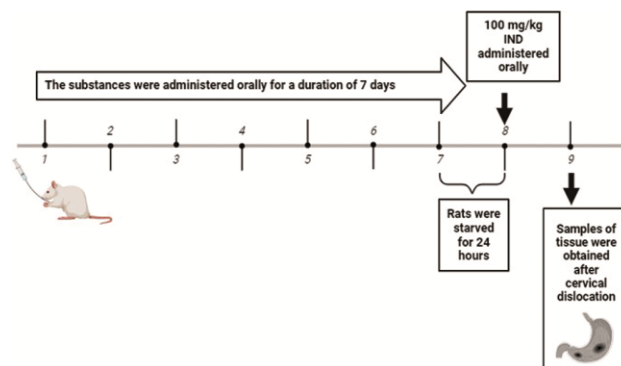 100 mg/kg
IND
administered
orally
The substances were administered orally for a duration of 7 days
2
4
6
8
1
3
5
7
9
Rats were
starved
for 24
hours
Samples of
tissue were
obtained
after
cervical
dislocation